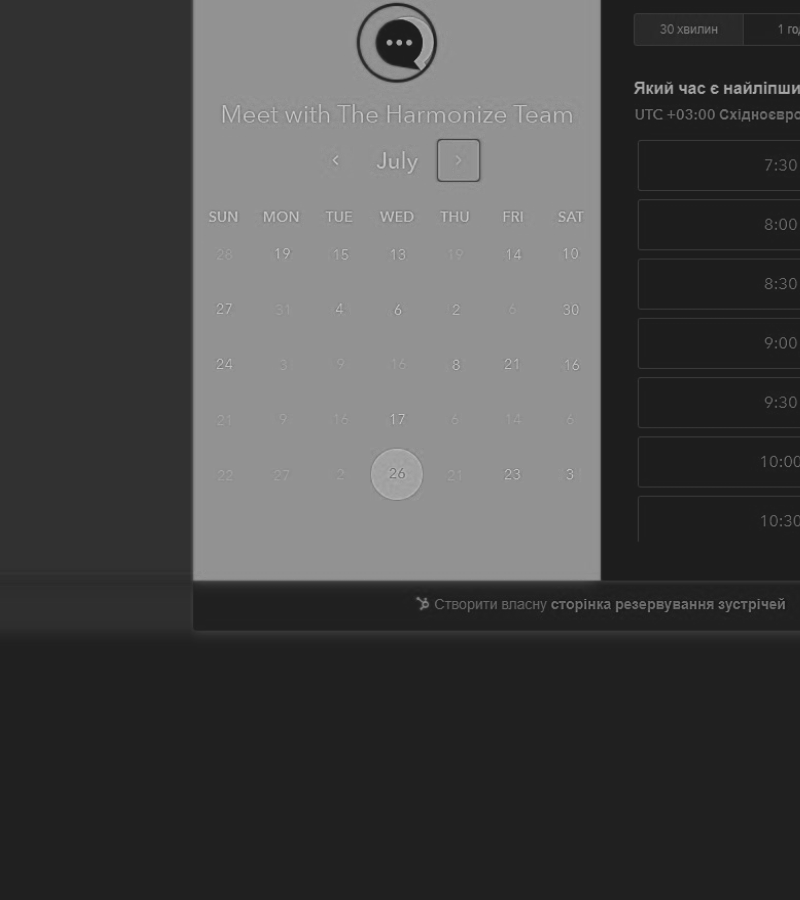 30 хвилин 1 го
Meet with The Harmonize Team
Який час є найліпши
UTC +03:00 Східноєвро
‹ July ›
7:30
SUN MON TUE WED THU FRI SAT
8:00
28 19 15 13 19 14 10
8:30
27 31 4 6 2 6 30
9:00
24 3 9 16 8 21 16
9:30
21 9 16 17 6 14 6
10:00
22 27 2 26 21 23 3
10:30
Створити власну сторінка резервування зустрічей